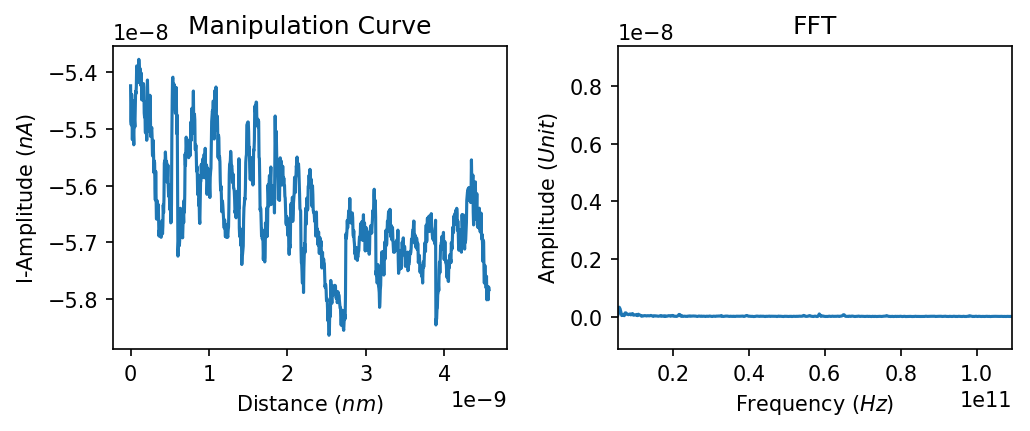 Manipulation Curve
1e−8
−5.4
−5.5
−5.6
−5.7
−5.8
I-Amplitude (nA)
0
1
2
3
4
1e−9
Distance (nm)
FFT
1e−8
0.8
0.6
0.4
0.2
0.0
Amplitude (Unit)
0.2
0.4
0.6
0.8
1.0
1e11
Frequency (Hz)